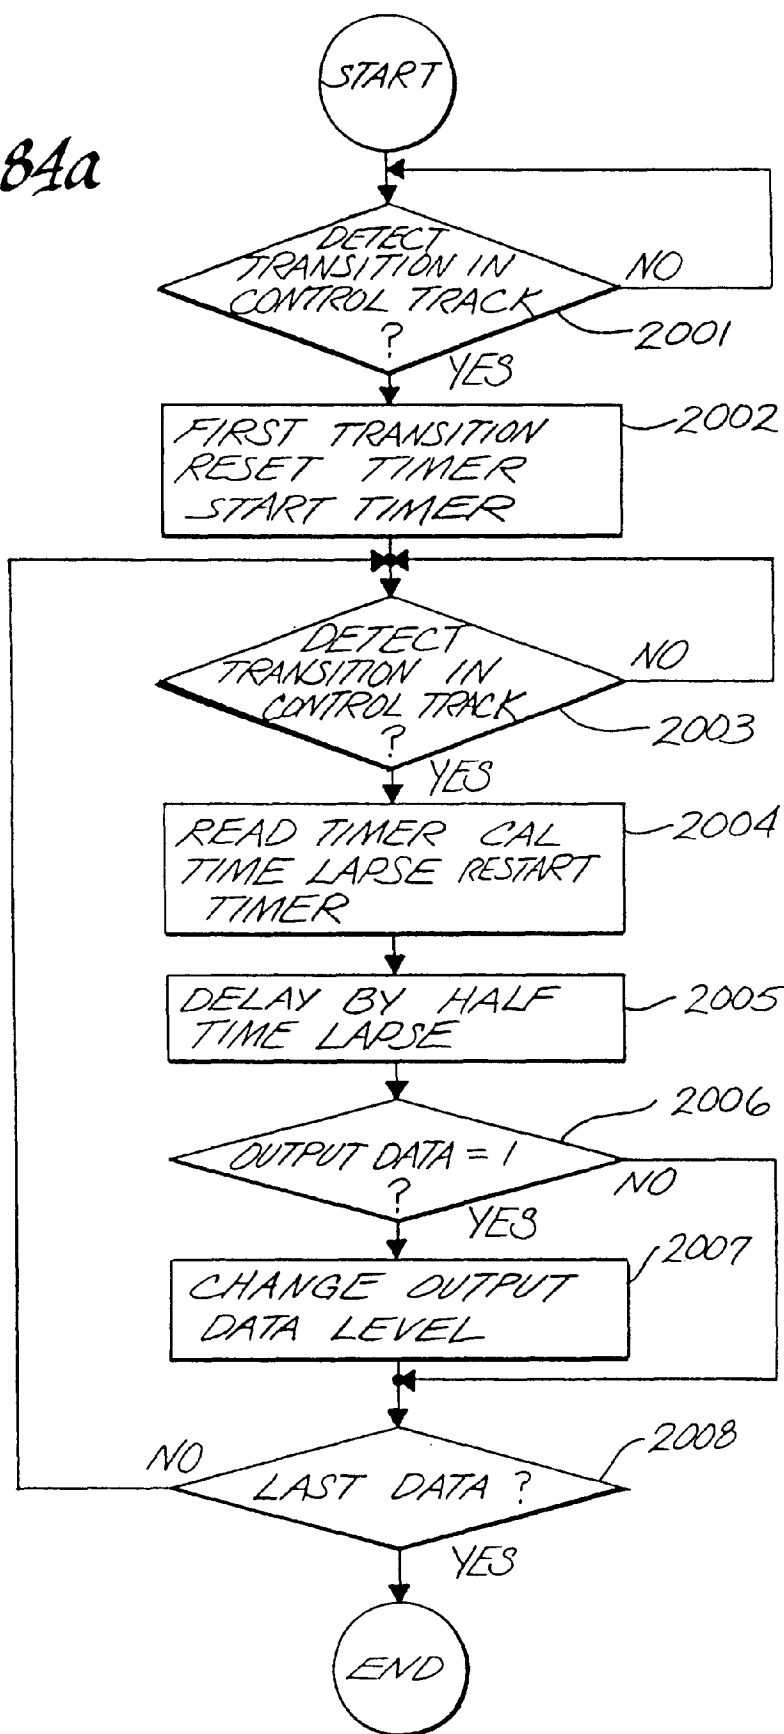 START
84a
DETECT
TRANSITION IN
CONTROL TRACK
?
NO
2001
YES
FIRST TRANSITION
RESET TIMER
START TIMER
2002
DETECT
TRANSITION IN
CONTROL TRACK
?
NO
2003
YES
READ TIMER CAL
TIME LAPSE RESTART
TIMER
2004
DELAY BY HALF
TIME LAPSE
2005
2006
OUTPUT DATA = 1
?
NO
YES
2007
CHANGE OUTPUT
DATA LEVEL
2008
NO
LAST DATA ?
YES
END